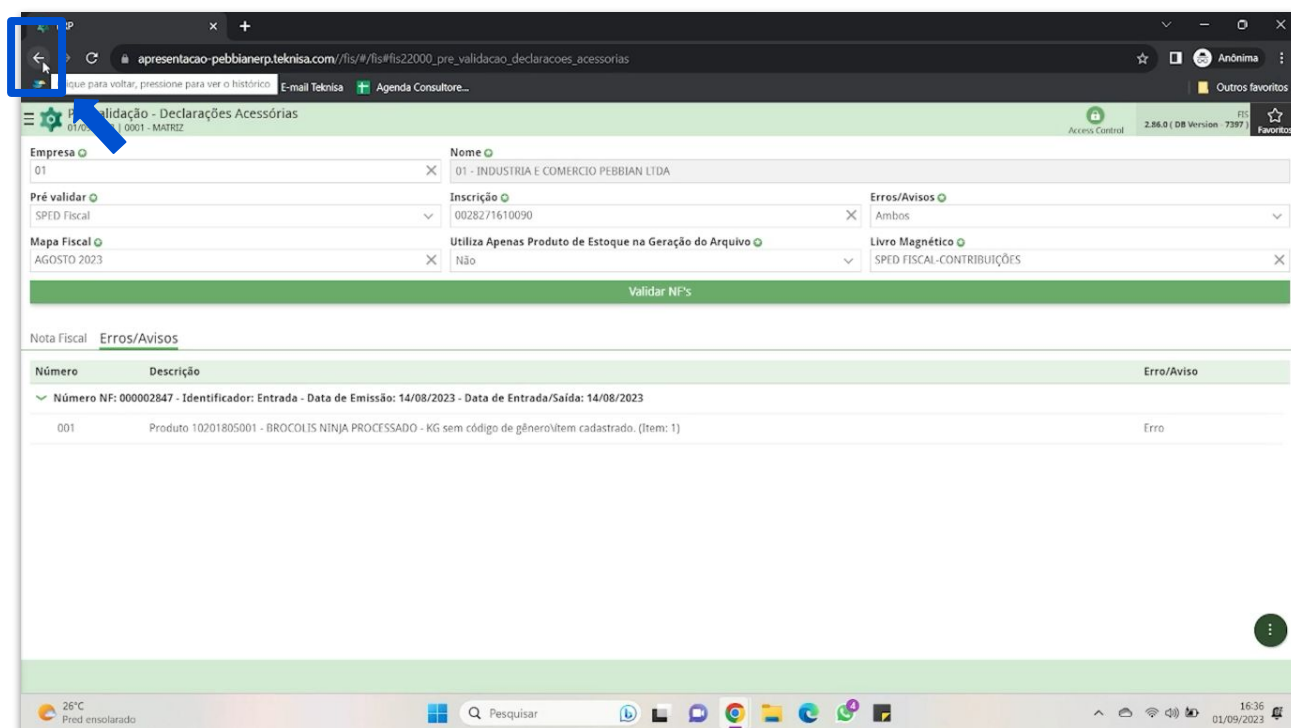 apresentacao-pebbianerp.teknisa.com//fis/#/fis#fis22000_pre_validacao_declaracoes_acessorias
Anônima
ique para voltar, pressione para ver o histórico
E-mail Teknisa
Agenda Consultore...
Outros favoritos
alidação - Declarações Acessórias
0001 - MATRIZ
Access Control
FIS
2.86.0 ( DB Version - 7397 )
Favoritos
Empresa
Nome
01
01 - INDUSTRIA E COMERCIO PEBBIAN LTDA
Pré validar
Inscrição
Erros/Avisos
SPED Fiscal
0028271610090
Ambos
Mapa Fiscal
Utiliza Apenas Produto de Estoque na Geração do Arquivo
Livro Magnético
AGOSTO 2023
Não
SPED FISCAL-CONTRIBUIÇÕES
Validar NF's
Nota Fiscal Erros/Avisos
Número Descrição Erro/Aviso
Número NF: 000002847 - Identificador: Entrada - Data de Emissão: 14/08/2023 - Data de Entrada/Saída: 14/08/2023
001 Produto 10201805001 - BROCOLIS NINJA PROCESSADO - KG sem código de gênero\ítem cadastrado. (Item: 1) Erro
26°C
Pred ensolarado
Pesquisar
4
16:36
01/09/2023